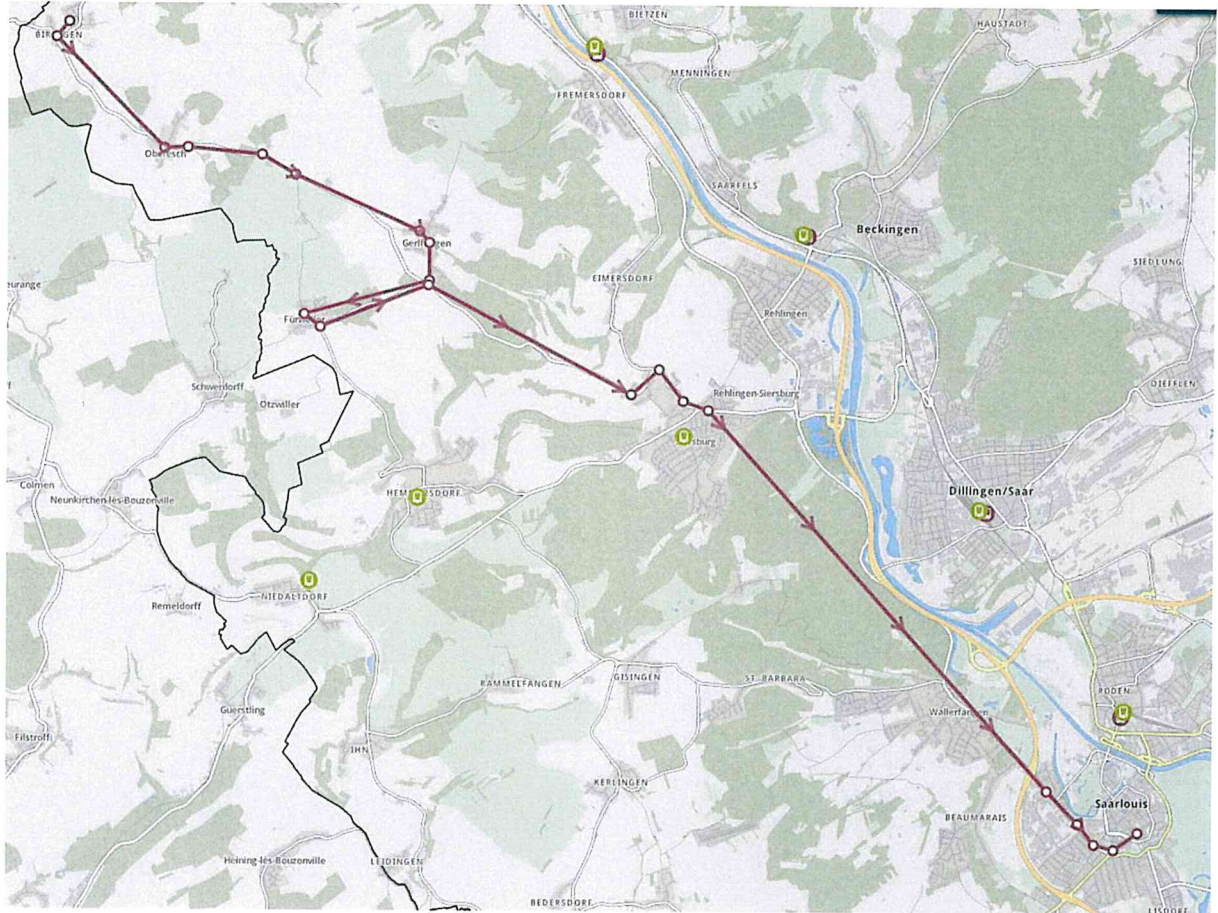 BIETZEN
HAUSTADT
MENNINGEN
FREMERSDORF
SAARFELS
Beckingen
SIEDLUNG
EIMERSDORF
Rehlingen
Schwerdorff
Otzwiller
Rehlingen-Siersburg
DIEFFLEN
Colmen
Neunkirchen-lès-Bouzonville
Dillingen/Saar
NIEDALTDORF
Remeldorff
RAMMELFANGEN
GISINGEN
ST. BARBARA
RODEN
Guerstling
Filstroff
IHN
KERLINGEN
Saarlouis
BEAUMARAIS
Heining-lès-Bouzonville
LEIDINGEN
BEDERSDORF
LISDORF